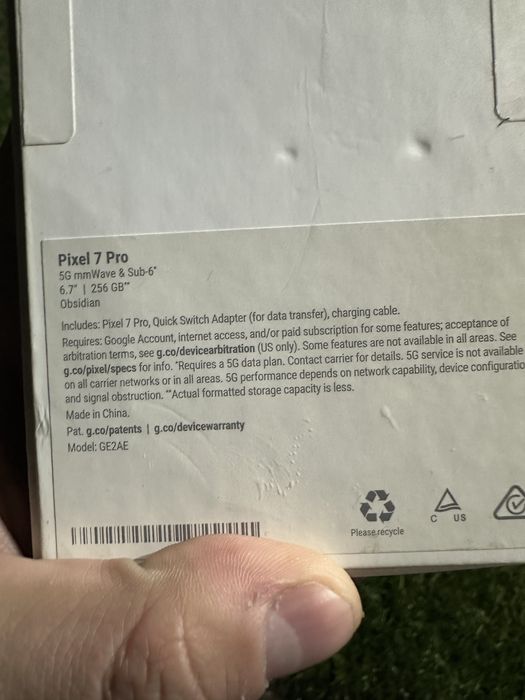 Pixel 7 Pro
5G mmWave & Sub-6*
6.7" | 256 GB**
Obsidian
Includes: Pixel 7 Pro, Quick Switch Adapter (for data transfer), charging cable.
Requires: Google Account, internet access, and/or paid subscription for some features; acceptance of
arbitration terms, see g.co/devicearbitration (US only). Some features are not available in all areas. See
g.co/pixel/specs for info. *Requires a 5G data plan. Contact carrier for details. 5G service is not available
on all carrier networks or in all areas. 5G performance depends on network capability, device configuratio
and signal obstruction. **Actual formatted storage capacity is less.
Made in China.
Pat. g.co/patents | g.co/devicewarranty
Model: GE2AE
C US
Please recycle